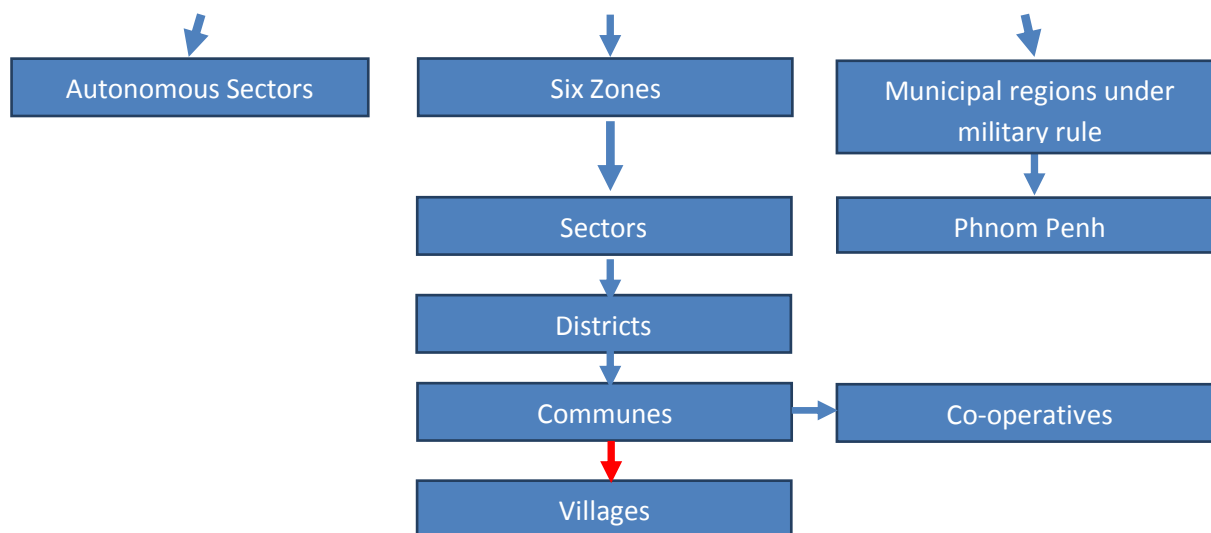 Autonomous Sectors
Six Zones
Municipal regions under
military rule
Sectors
Phnom Penh
Districts
Communes
Co-operatives
Villages